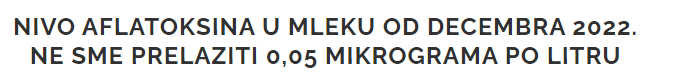 NIVO AFLATOKSINA U MLEKU OD DECEMBRA 2022.
NE SME PRELAZITI 0,05 MIKROGRAMA PO LITRU